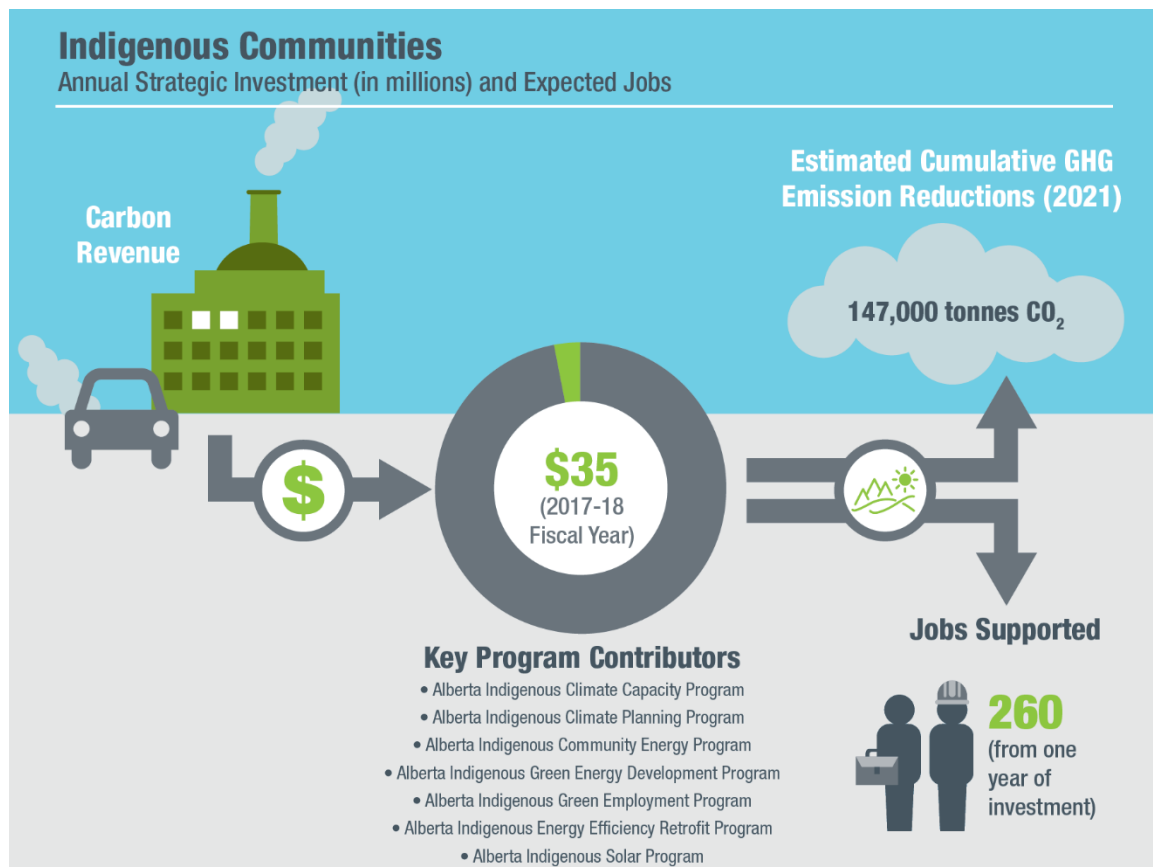 Indigenous Communities
Annual Strategic Investment (in millions) and Expected Jobs
Carbon
Revenue
Estimated Cumulative GHG
Emission Reductions (2021)
147,000 tonnes CO₂
$
$35
(2017-18
Fiscal Year)
Key Program Contributors
• Alberta Indigenous Climate Capacity Program
• Alberta Indigenous Climate Planning Program
• Alberta Indigenous Community Energy Program
• Alberta Indigenous Green Energy Development Program
• Alberta Indigenous Green Employment Program
• Alberta Indigenous Energy Efficiency Retrofit Program
• Alberta Indigenous Solar Program
Jobs Supported
260
(from one
year of
investment)